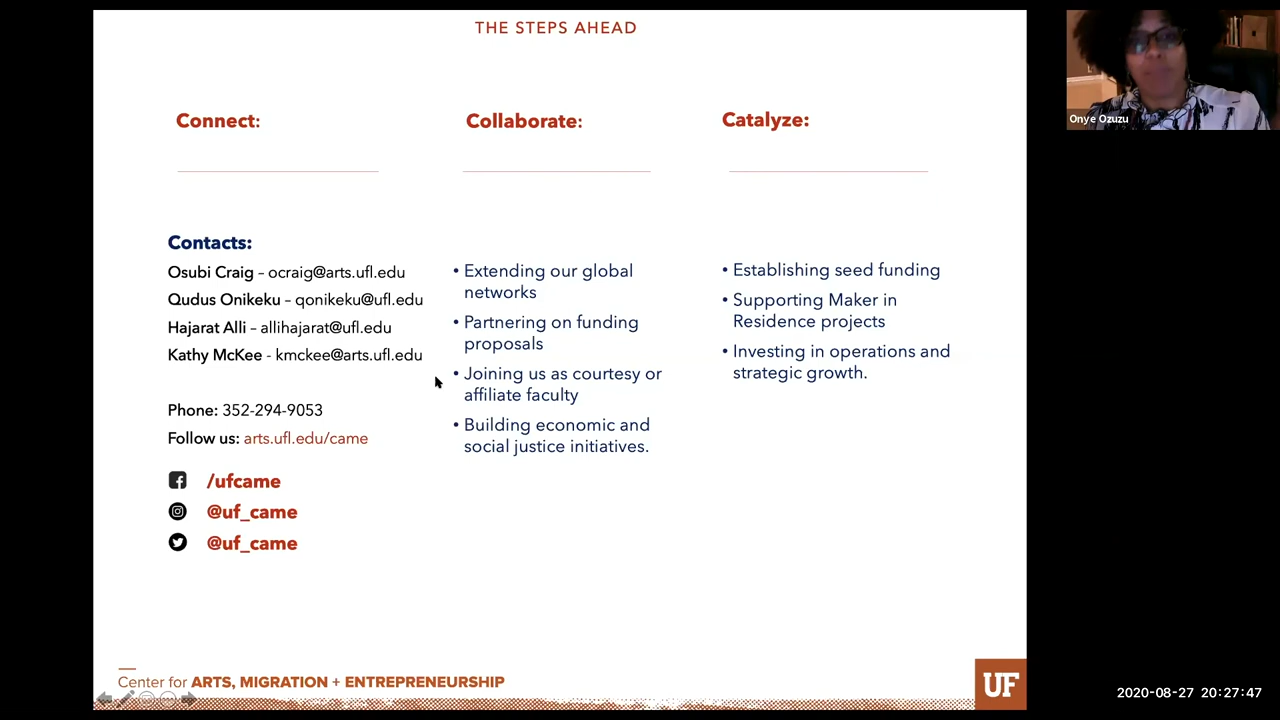 THE STEPS AHEAD
Connect:
Contacts:
Osubi Craig – ocraig@arts.ufl.edu
Qudus Onikeku – qonikeku@ufl.edu
Hajarat Alli – allihajarat@ufl.edu
Kathy McKee - kmckee@arts.ufl.edu
Phone: 352-294-9053
Follow us: arts.ufl.edu/came
/ufcame
@uf_came
@uf_came
Collaborate:
• Extending our global
networks
• Partnering on funding
proposals
• Joining us as courtesy or
affiliate faculty
• Building economic and
social justice initiatives.
Catalyze:
• Establishing seed funding
• Supporting Maker in
Residence projects
• Investing in operations and
strategic growth.
Center for ARTS, MIGRATION + ENTREPRENEURSHIP
UF
Onye Ozuzu
2020-08-27 20:27:47